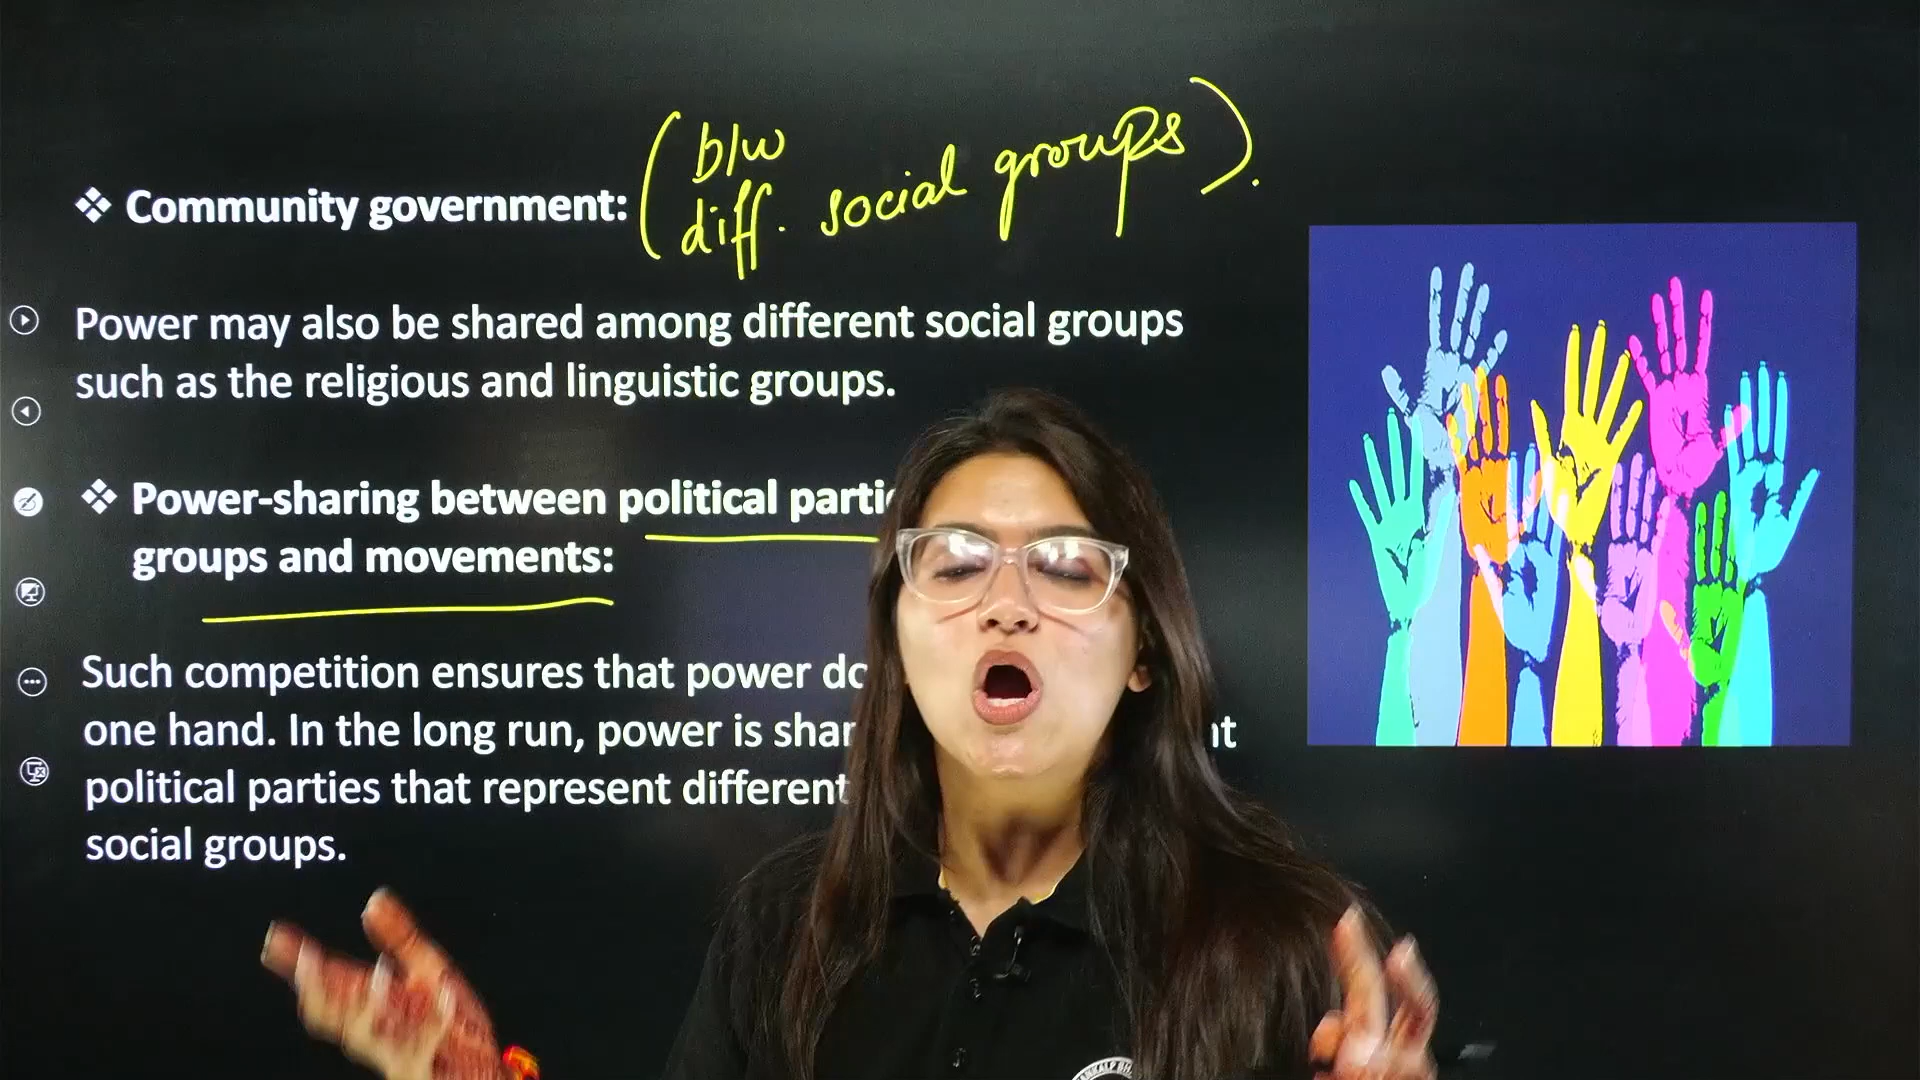 (b/w
diff. social groups).
❖ Community government:
Power may also be shared among different social groups
such as the religious and linguistic groups.
❖ Power-sharing between political parti
groups and movements:
Such competition ensures that power do
one hand. In the long run, power is shar nt
political parties that represent different
social groups.